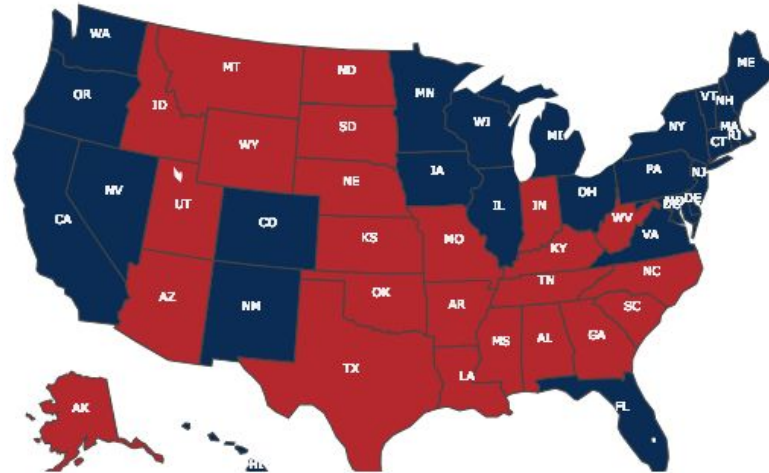 WA
ME
MT
ND
MN
VT
NH
OR
ID
WI
MI
NY
MA
SD
RI
WY
CT
IA
PA
NE
NJ
NV
OH
DE
UT
IL
IN
CA
CO
WV
VA
KS
MO
KY
NC
TN
OK
AZ
NM
AR
SC
MS
AL
GA
TX
LA
AK
FL
HI